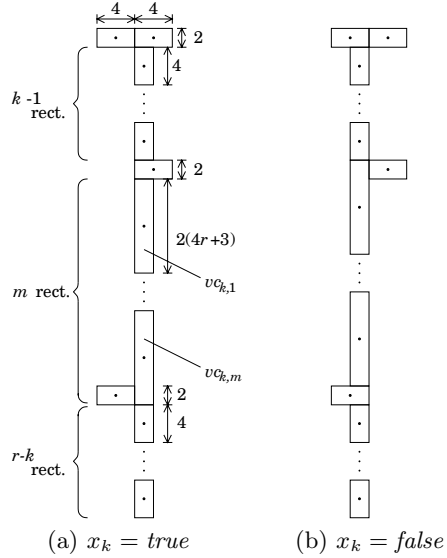 4 4
2
4
k -1
rect.
2
2(4r+3)
vc_{k,1}
m rect.
vc_{k,m}
2
4
r-k
rect.
(a) x_k = true (b) x_k = false